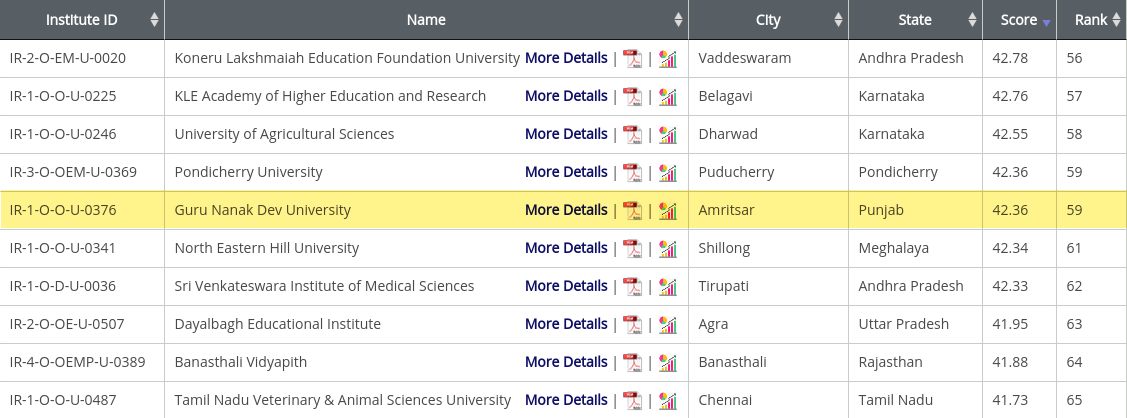 Institute ID Name City State Score Rank
IR-2-O-EM-U-0020 Koneru Lakshmaiah Education Foundation University More Details | | Vaddeswaram Andhra Pradesh 42.78 56
IR-1-O-O-U-0225 KLE Academy of Higher Education and Research More Details | | Belagavi Karnataka 42.76 57
IR-1-O-O-U-0246 University of Agricultural Sciences More Details | | Dharwad Karnataka 42.55 58
IR-3-O-OEM-U-0369 Pondicherry University More Details | | Puducherry Pondicherry 42.36 59
IR-1-O-O-U-0376 Guru Nanak Dev University More Details | | Amritsar Punjab 42.36 59
IR-1-O-O-U-0341 North Eastern Hill University More Details | | Shillong Meghalaya 42.34 61
IR-1-O-D-U-0036 Sri Venkateswara Institute of Medical Sciences More Details | | Tirupati Andhra Pradesh 42.33 62
IR-2-O-OE-U-0507 Dayalbagh Educational Institute More Details | | Agra Uttar Pradesh 41.95 63
IR-4-O-OEMP-U-0389 Banasthali Vidyapith More Details | | Banasthali Rajasthan 41.88 64
IR-1-O-O-U-0487 Tamil Nadu Veterinary & Animal Sciences University More Details | | Chennai Tamil Nadu 41.73 65